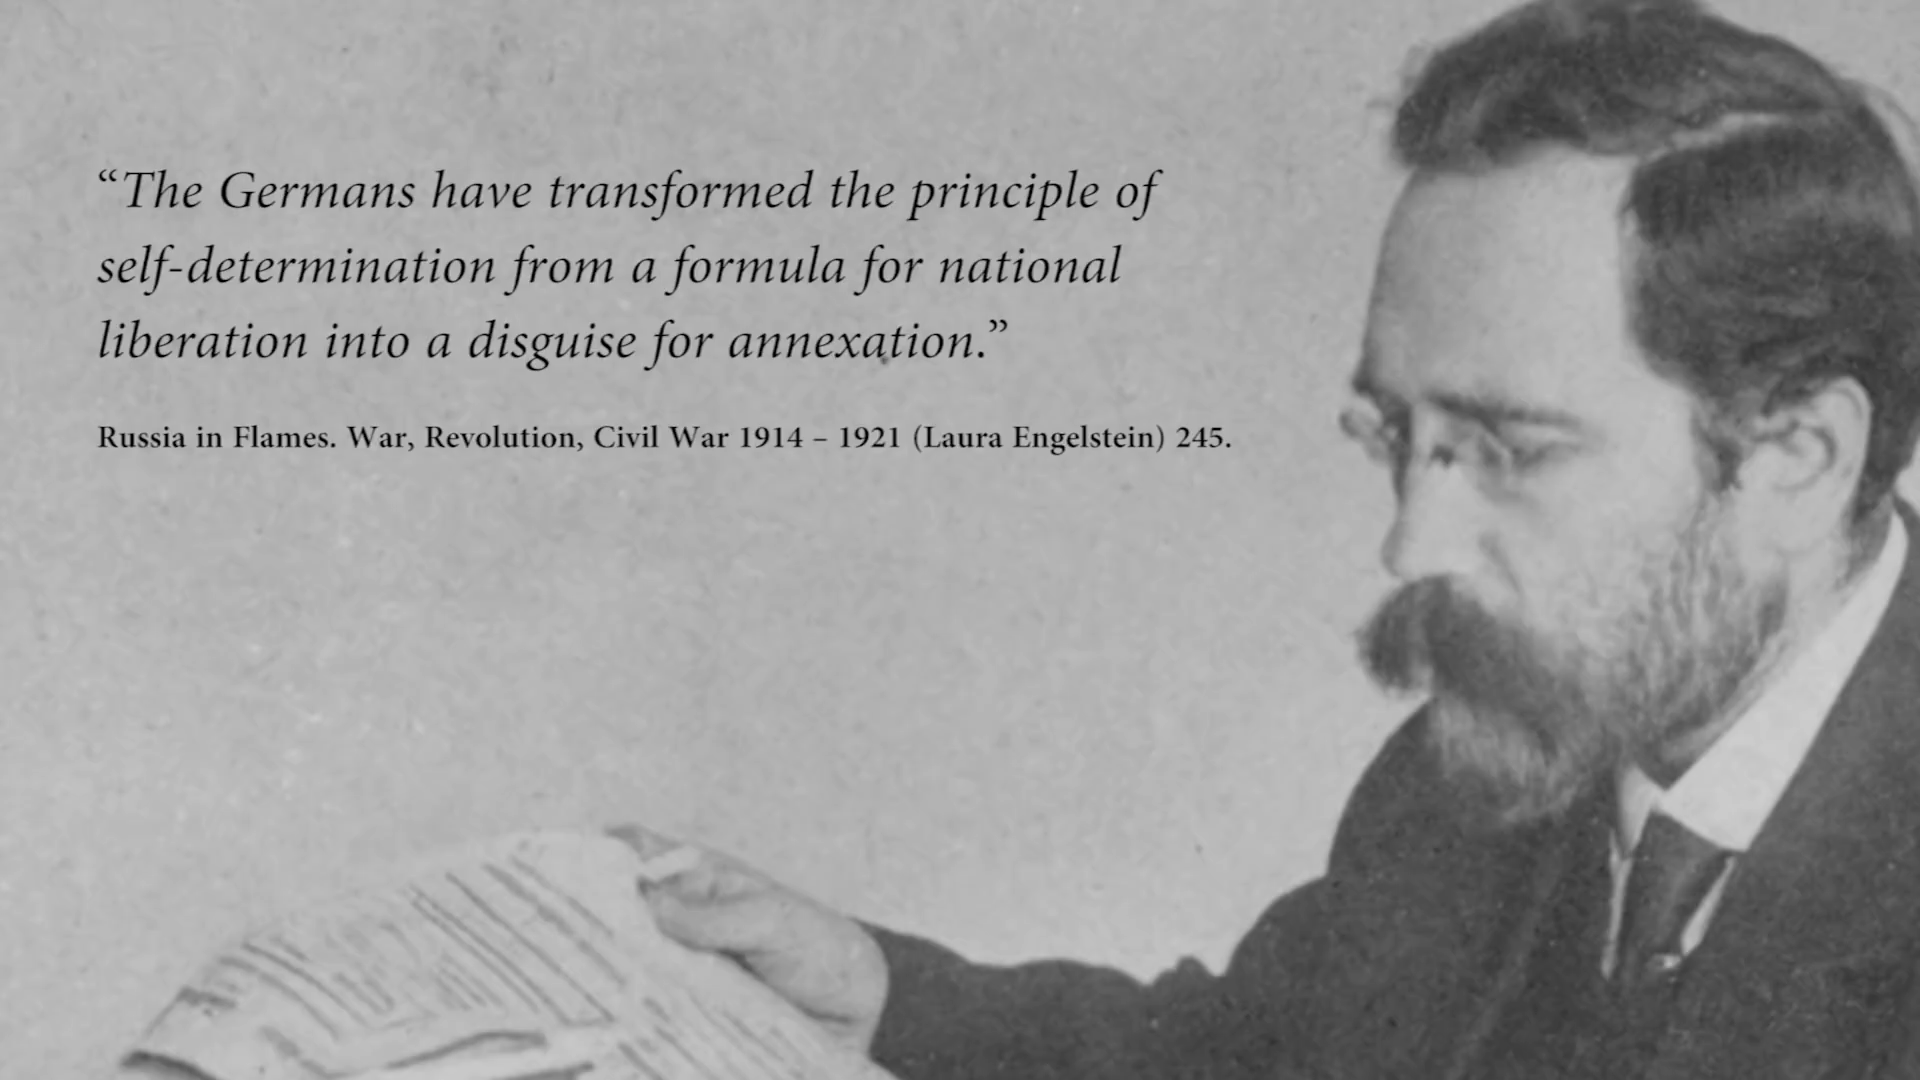 “The Germans have transformed the principle of
self-determination from a formula for national
liberation into a disguise for annexation.”
Russia in Flames. War, Revolution, Civil War 1914 – 1921 (Laura Engelstein) 245.